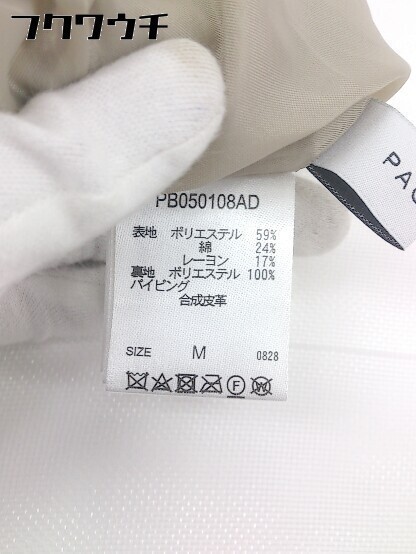 フクワウチ
PAG
PB050108AD
表地 ポリエステル 59%
綿 24%
レーヨン 17%
裏地 ポリエステル 100%
パイピング
合成皮革
SIZE M 0828
F W